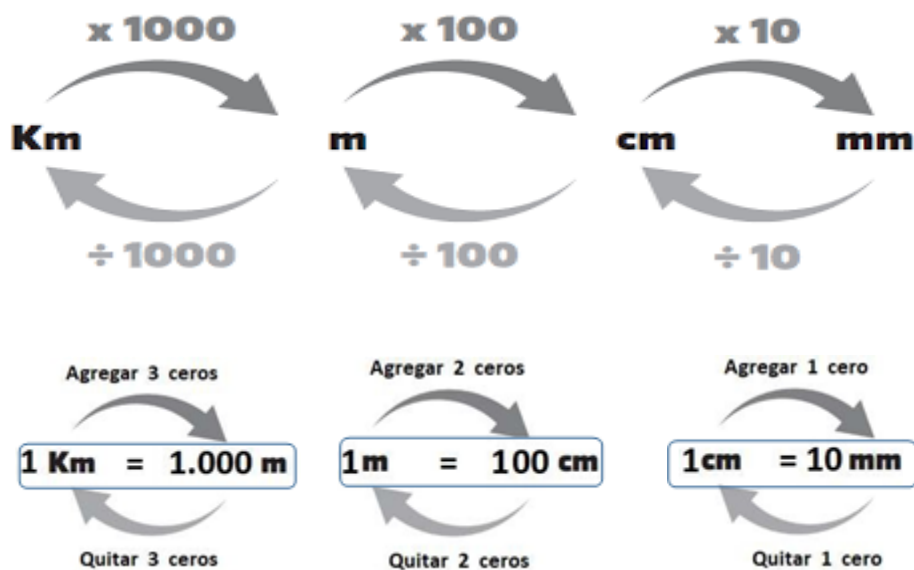 x 1000 x 100 x 10
Km m cm mm
÷ 1000 ÷ 100 ÷ 10
Agregar 3 ceros Agregar 2 ceros Agregar 1 cero
1 Km = 1.000 m 1m = 100 cm 1cm = 10 mm
Quitar 3 ceros Quitar 2 ceros Quitar 1 cero